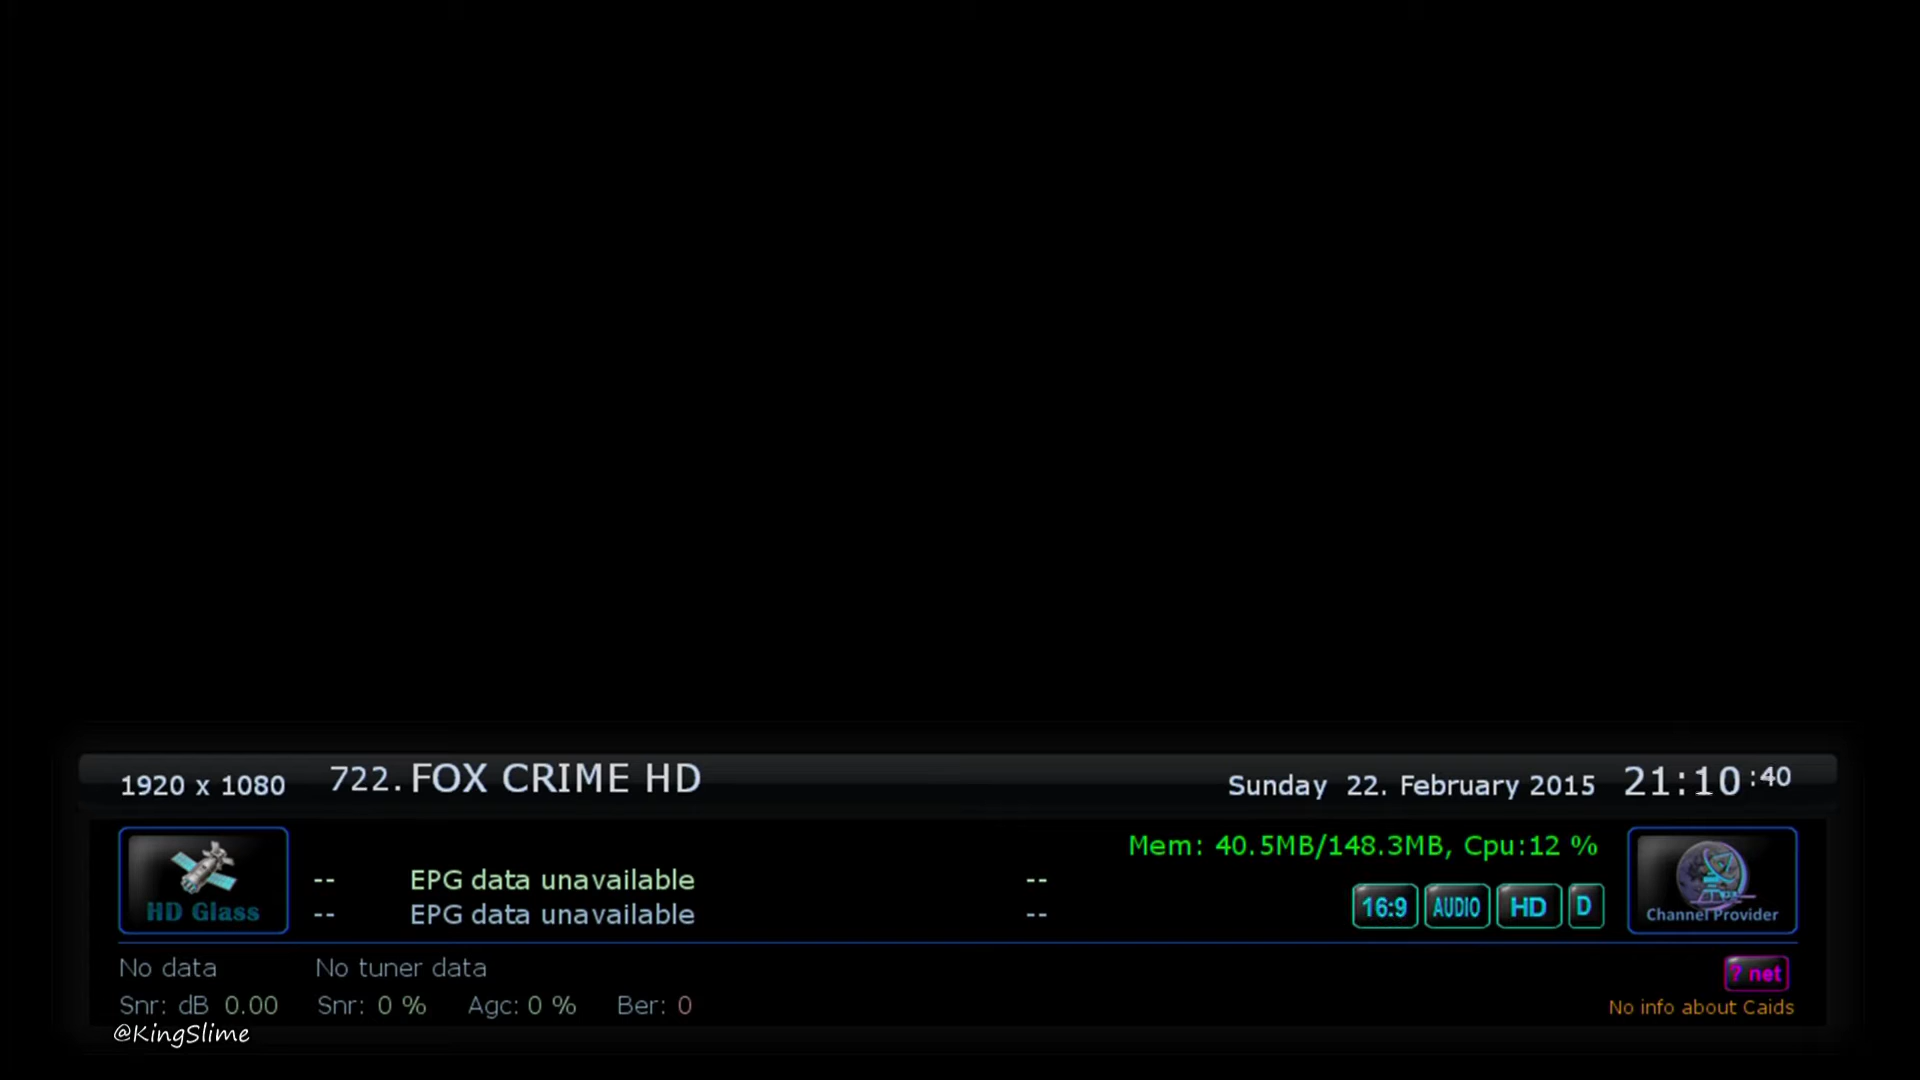 1920 x 1080 722. FOX CRIME HD Sunday 22. February 2015 21:10:40
Mem: 40.5MB/148.3MB, Cpu:12 %
-- EPG data unavailable --
-- EPG data unavailable --
16:9 AUDIO HD D
HD Glass
Channel Provider
No data No tuner data
? net
Snr: dB 0.00 Snr: 0 % Agc: 0 % Ber: 0
No info about Caids
@KingSlime